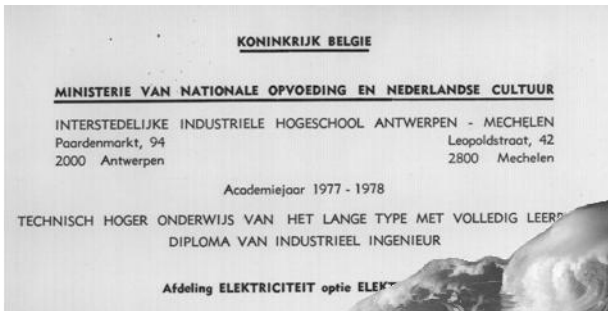 KONINKRIJK BELGIE
MINISTERIE VAN NATIONALE OPVOEDING EN NEDERLANDSE CULTUUR
INTERSTEDELIJKE INDUSTRIELE HOGESCHOOL ANTWERPEN - MECHELEN
Paardenmarkt, 94 Leopoldstraat, 42
2000 Antwerpen 2800 Mechelen
Academiejaar 1977 - 1978
TECHNISCH HOGER ONDERWIJS VAN HET LANGE TYPE MET VOLLEDIG
DIPLOMA VAN INDUSTRIEEL INGENIEUR
Afdeling ELEKTRICITEIT optie